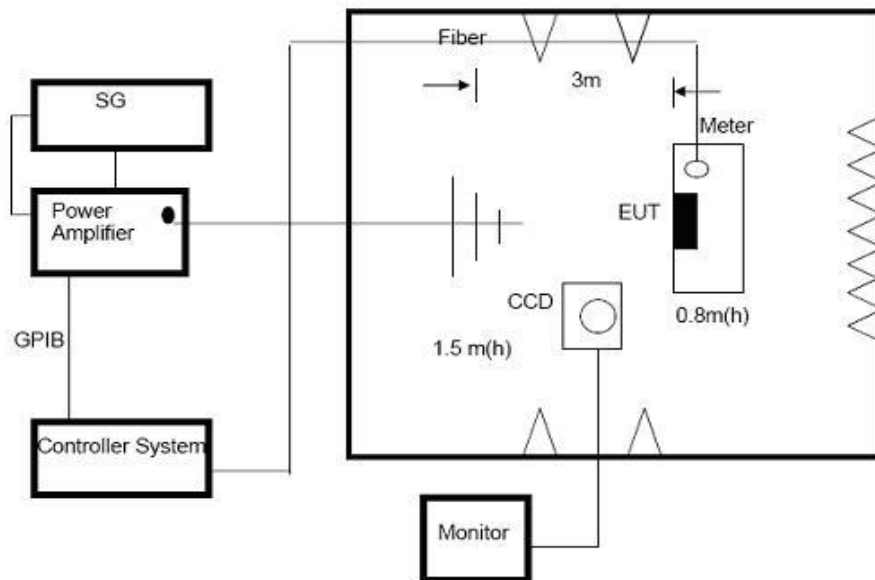 Fiber
SG
3m
Meter
Power
Amplifier
EUT
CCD
0.8m(h)
GPIB
1.5 m(h)
Controller System
Monitor